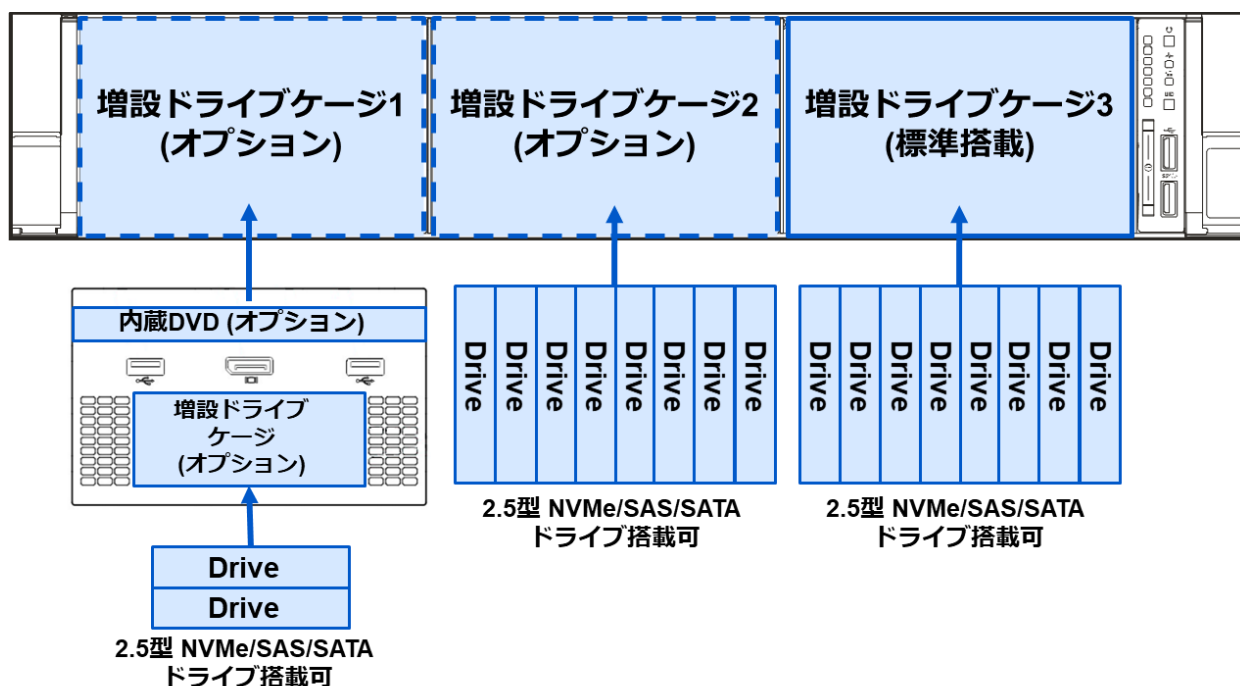 増設ドライブケージ1
(オプション)
増設ドライブケージ2
(オプション)
増設ドライブケージ3
(標準搭載)
内蔵DVD (オプション)
増設ドライブ
ケージ
(オプション)
Drive
Drive
2.5型 NVMe/SAS/SATA
ドライブ搭載可
Drive
Drive
Drive
Drive
Drive
Drive
Drive
Drive
2.5型 NVMe/SAS/SATA
ドライブ搭載可
Drive
Drive
Drive
Drive
Drive
Drive
Drive
Drive
2.5型 NVMe/SAS/SATA
ドライブ搭載可